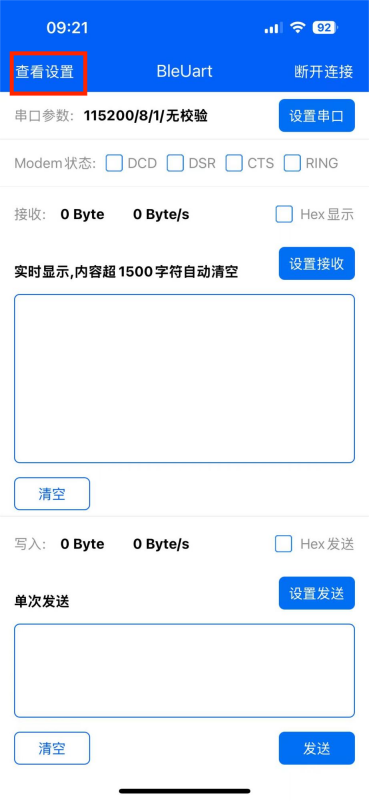 09:21 92
查看设置 BleUart 断开连接
串口参数: 115200/8/1/无校验 设置串口
Modem状态: DCD DSR CTS RING
接收: 0 Byte 0 Byte/s Hex显示
实时显示,内容超1500字符自动清空 设置接收
清空
写入: 0 Byte 0 Byte/s Hex发送
单次发送 设置发送
清空 发送